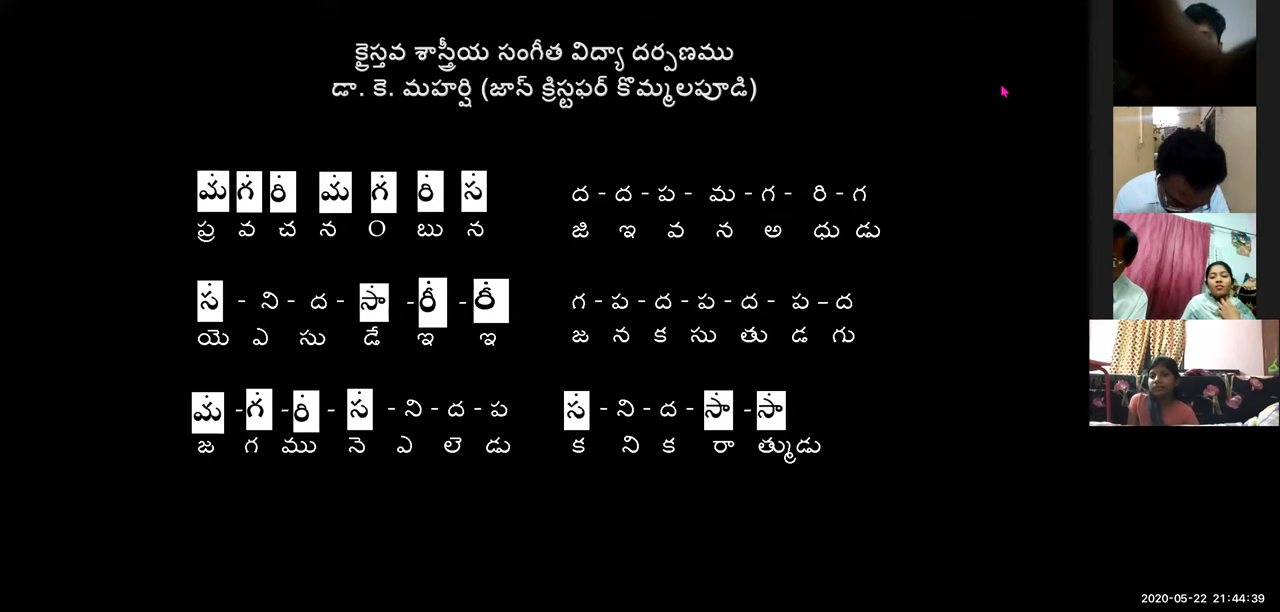 క్రైస్తవ శాస్త్రీయ సంగీత విద్యా దర్పణము
డా. కె. మహర్షి (జాస్ క్రిస్టఫర్ కొమ్మలపూడి)
మ̇ గ̇ రి̇ మ̇ గ̇ రి̇ స̇ ద - ద - ప - మ - గ - రి - గ
ప్ర వ చ న ం బు న జి ఇ వ న అ ధు డు
స̇ - ని - ద - సా̇ - రీ̇ - రీ̇ గ - ప - ద - ప - ద - ప – ద
యె ఎ సు డే ఇ ఇ జ న క సు తు డ గు
మ̇ - గ̇ - రి̇ - స̇ - ని - ద - ప స̇ - ని - ద - సా̇ - సా̇
జ గ ము నె ఎ లె డు క ని క రా త్ముడు
2020-05-22 21:44:39